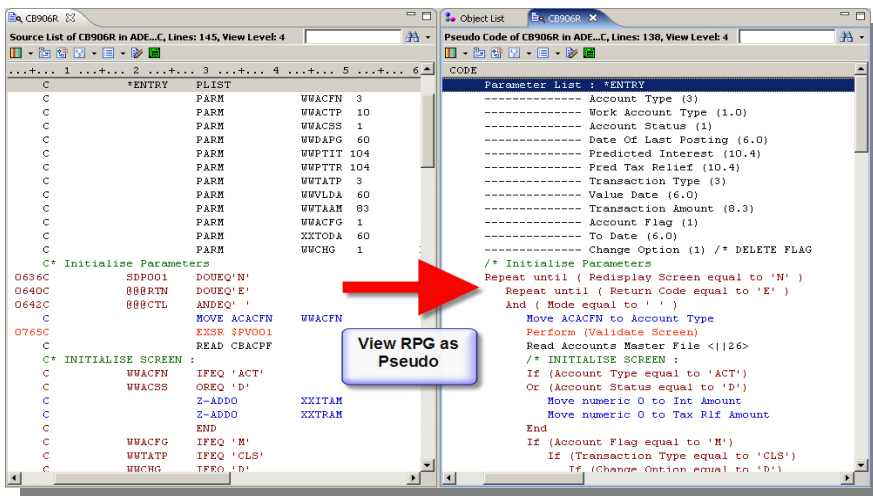 CB906R
Source List of CB906R in ADE...C, Lines: 145, View Level: 4
...+... 1 ...+... 2 ...+... 3 ...+... 4 ...+... 5 ...+... 6
C *ENTRY PLIST
C PARM WWACFN 3
C PARM WWACTP 10
C PARM WWACSS 1
C PARM WWDAPG 60
C PARM WWPTIT 104
C PARM WWPTTR 104
C PARM WWTATP 3
C PARM WWVLDA 60
C PARM WWTAAM 83
C PARM WWACFG 1
C PARM XXTODA 60
C PARM WWCHG 1
C* Initialise Parameters
0636C SDP001 DOUEQ'N'
0640C @@@RTN DOUEQ'E'
0642C @@@CTL ANDEQ' '
C MOVE ACACFN WWACFN
0765C EXSR $PV001
C READ CBACPF
C* INITIALISE SCREEN :
C WWACFN IFEQ 'ACT'
C WWACSS OREQ 'D'
C Z-ADD0 XXITAM
C Z-ADD0 XXTRAM
C END
C WWACFG IFEQ 'M'
C WWTATP IFEQ 'CLS'
C WWCHG IFEQ 'D'
View RPG as
Pseudo
Object List
CB906R
Pseudo Code of CB906R in ADE...C, Lines: 138, View Level: 4
CODE
Parameter List : *ENTRY
-------------- Account Type (3)
-------------- Work Account Type (1.0)
-------------- Account Status (1)
-------------- Date Of Last Posting (6.0)
-------------- Predicted Interest (10.4)
-------------- Pred Tax Relief (10.4)
-------------- Transaction Type (3)
-------------- Value Date (6.0)
-------------- Transaction Amount (8.3)
-------------- Account Flag (1)
-------------- To Date (6.0)
-------------- Change Option (1) /* DELETE FLAG
/* Initialise Parameters
Repeat until ( Redisplay Screen equal to 'N' )
Repeat until ( Return Code equal to 'E' )
And ( Mode equal to ' ' )
Move ACACFN to Account Type
Perform (Validate Screen)
Read Accounts Master File <||26>
/* INITIALISE SCREEN :
If (Account Type equal to 'ACT')
Or (Account Status equal to 'D')
Move numeric 0 to Int Amount
Move numeric 0 to Tax Rlf Amount
End
If (Account Flag equal to 'M')
If (Transaction Type equal to 'CLS')
If (Change Option equal to 'D')